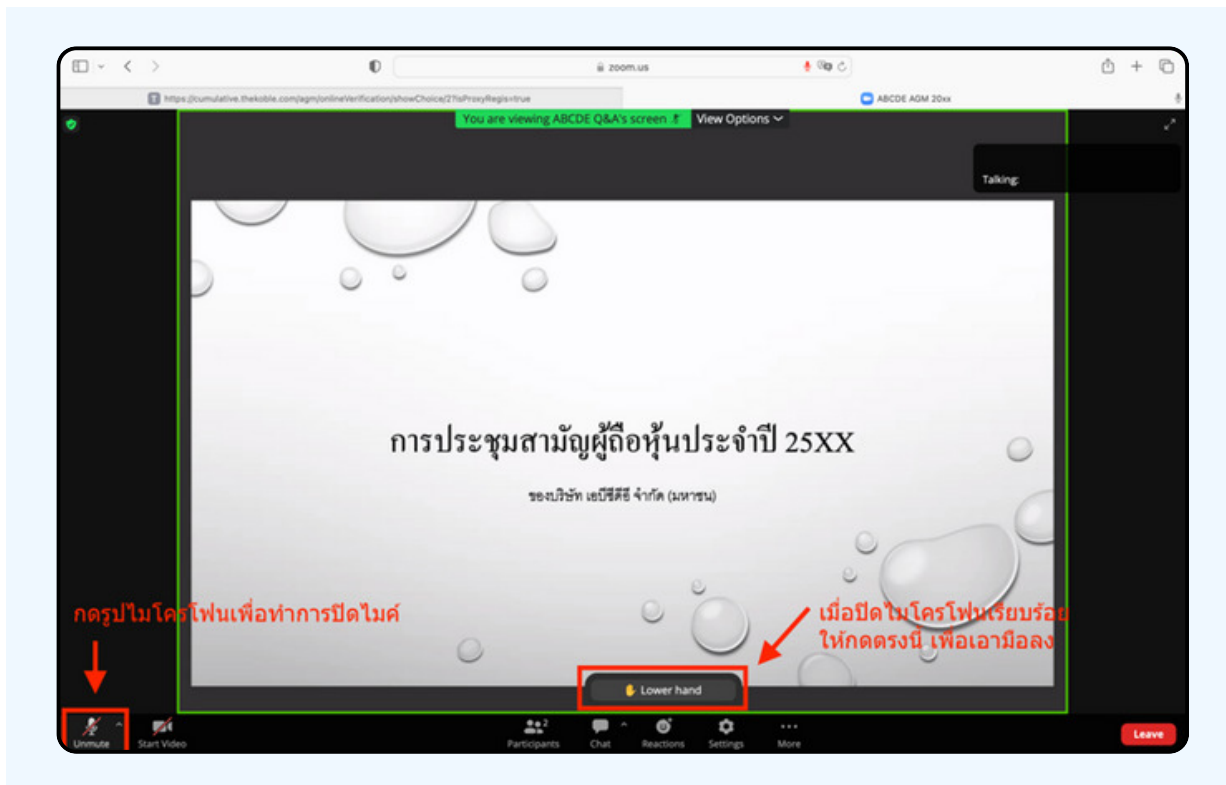 zoom.us
https://cumulative.thekoble.com/agm/onlineVerification/showChoice/2?isProxyRegis=true
ABCDE AGM 20xx
You are viewing ABCDE Q&A's screen
View Options
Talking:
การประชุมสามัญผู้ถือหุ้นประจำปี 25XX
ของบริษัท เอบีซีดีอี จำกัด (มหาชน)
กดรูปไมโครโฟนเพื่อทำการปิดไมค์
เมื่อปิดไมโครโฟนเรียบร้อย
ให้กดตรงนี้ เพื่อเอามือลง
Lower hand
Unmute
Start Video
Participants
2
Chat
Reactions
Settings
More
Leave